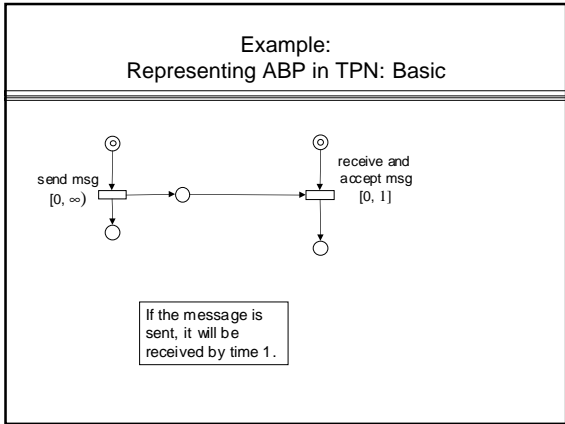 Example:
Representing ABP in TPN: Basic
send msg
[0, ∞)
receive and
accept msg
[0, 1]
If the message is
sent, it will be
received by time 1.